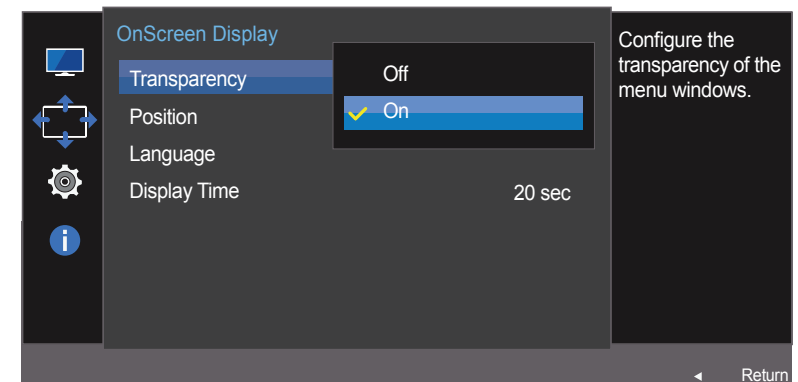 OnScreen Display
Transparency
Off
On
Position
Language
Display Time
20 sec
Configure the
transparency of the
menu windows.
Return